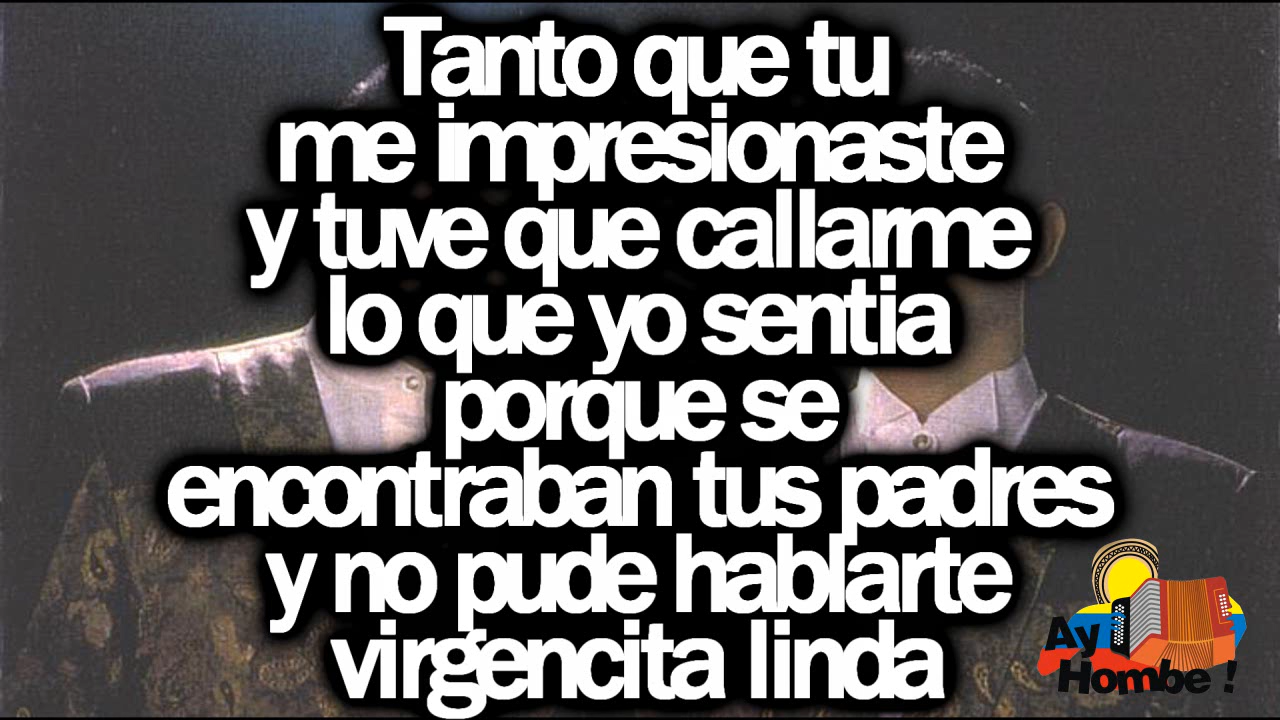 Tanto que tu
me impresionaste
y tuve que callarme
lo que yo sentia
porque se
encontraban tus padres
y no pude hablarte
virgencita linda
Ay
Hombe !